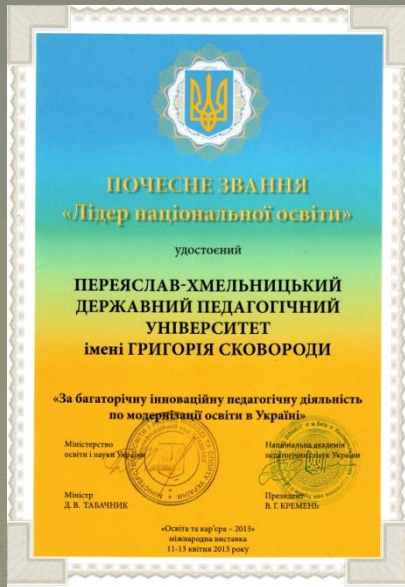 ПОЧЕСНЕ ЗВАННЯ
«Лідер національної освіти»
удостоєний
ПЕРЕЯСЛАВ-ХМЕЛЬНИЦЬКИЙ
ДЕРЖАВНИЙ ПЕДАГОГІЧНИЙ
УНІВЕРСИТЕТ
імені ГРИГОРІЯ СКОВОРОДИ
«За багаторічну інноваційну педагогічну діяльність
по модернізації освіти в Україні»
Міністерство
освіти і науки України
Національна академія
педагогічних наук України
Міністр
Д. В. ТАБАЧНИК
Президент
В. Г. КРЕМЕНЬ
«Освіта та кар'єра – 2013»
міжнародна виставка
11-13 квітня 2013 року